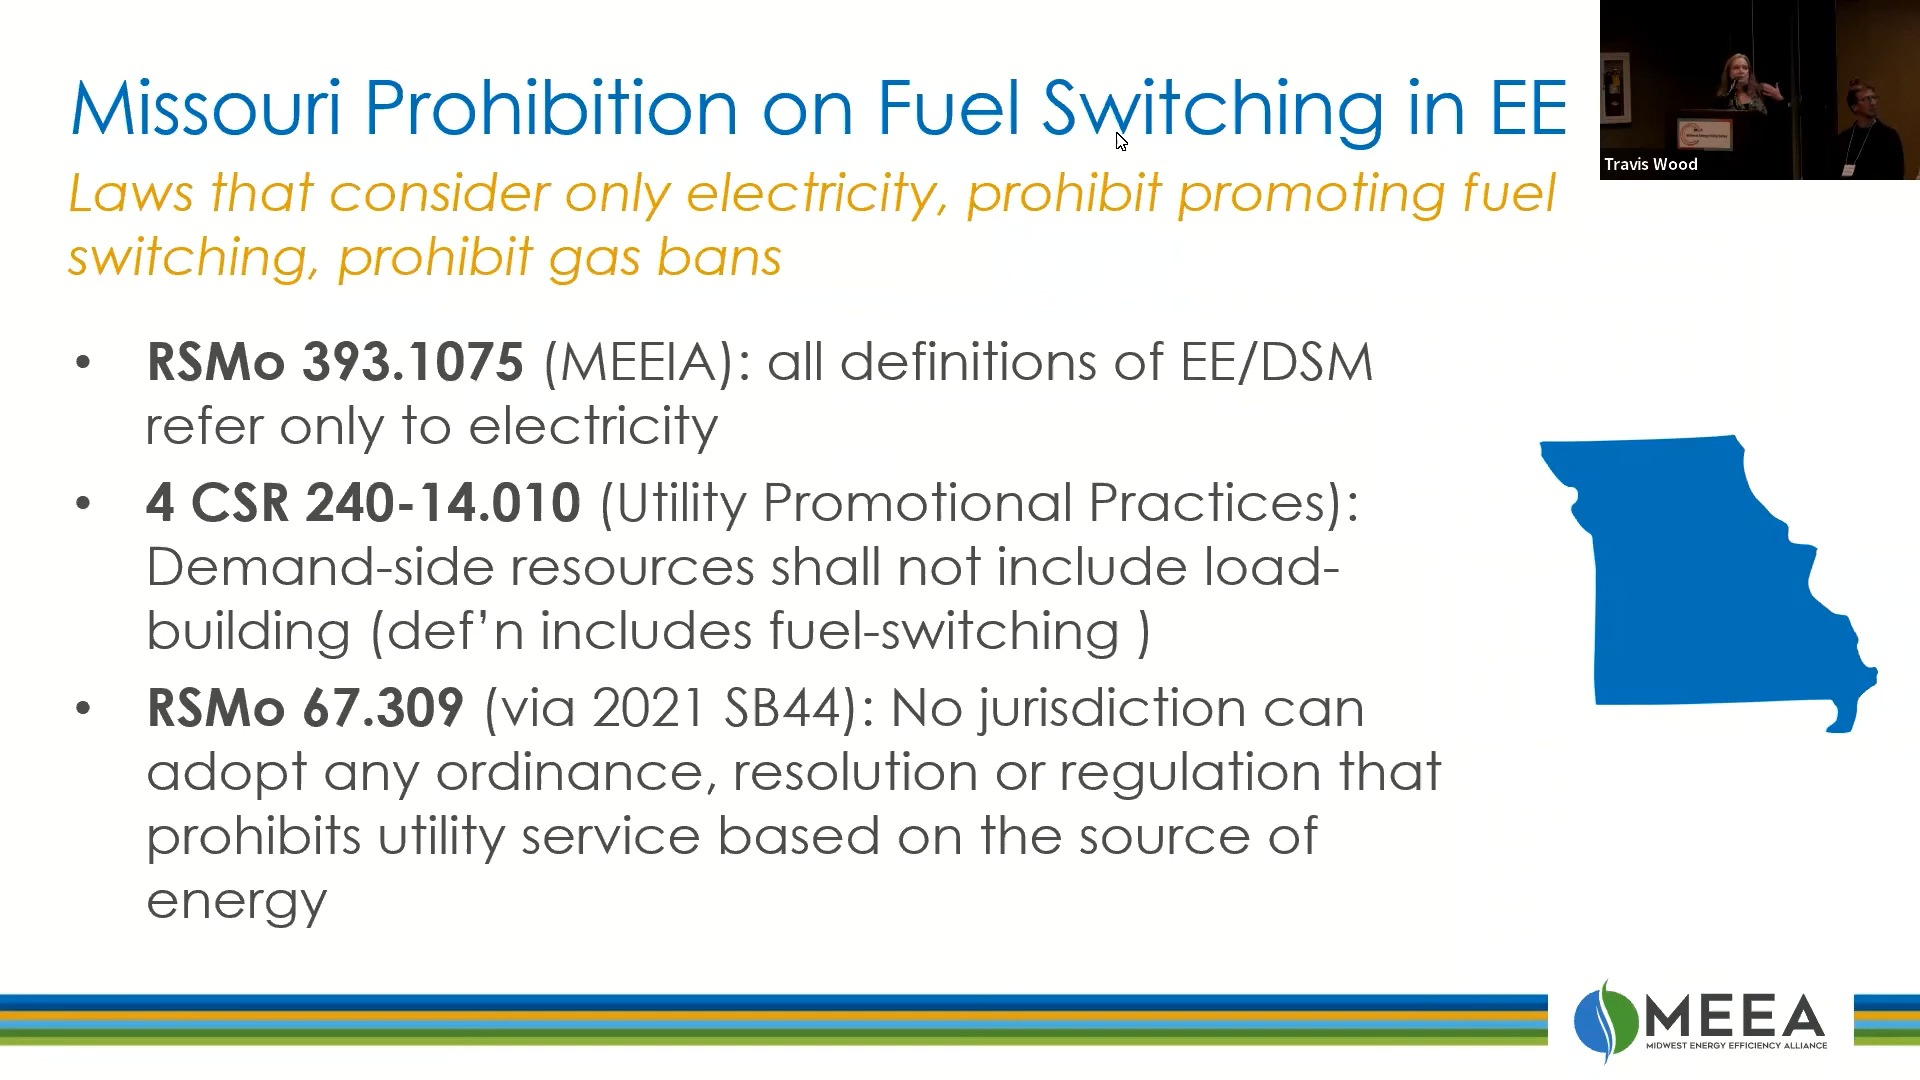 Missouri Prohibition on Fuel Switching in EE
Laws that consider only electricity, prohibit promoting fuel
switching, prohibit gas bans
• RSMo 393.1075 (MEEIA): all definitions of EE/DSM
refer only to electricity
• 4 CSR 240-14.010 (Utility Promotional Practices):
Demand-side resources shall not include load-
building (def’n includes fuel-switching )
• RSMo 67.309 (via 2021 SB44): No jurisdiction can
adopt any ordinance, resolution or regulation that
prohibits utility service based on the source of
energy
Travis Wood
MEEA
MIDWEST ENERGY EFFICIENCY ALLIANCE